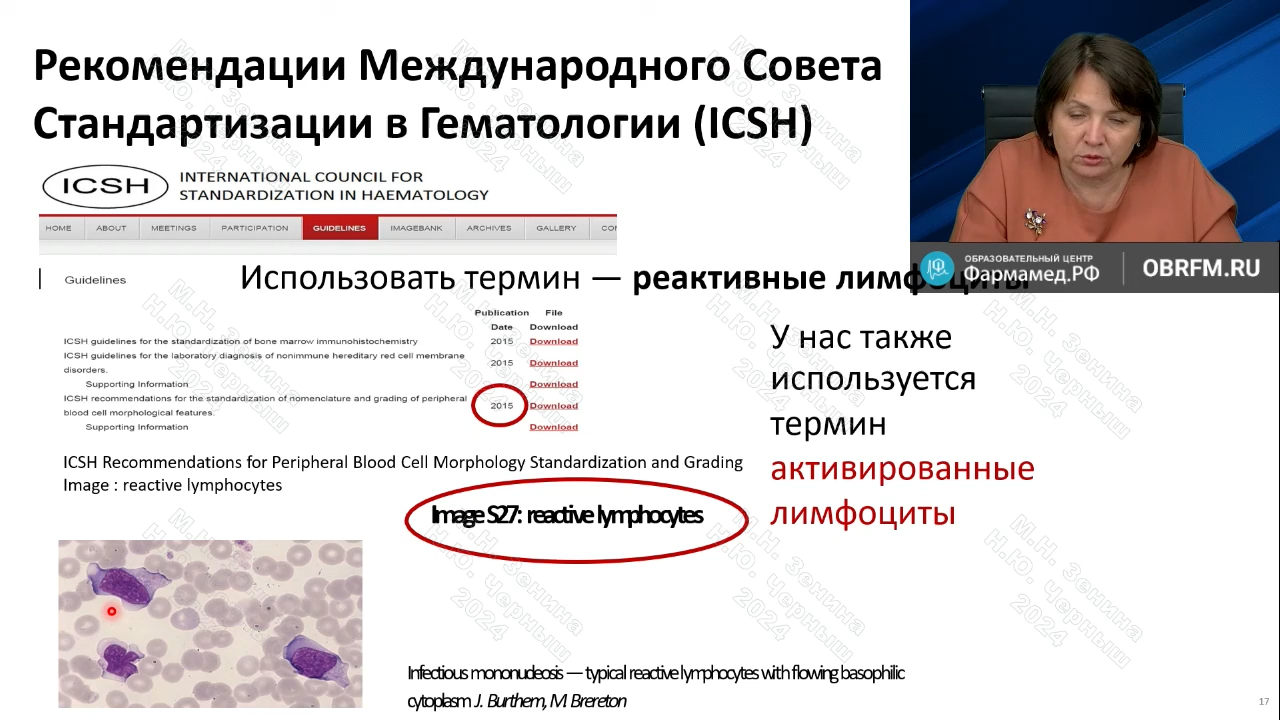 Рекомендации Международного Совета
Стандартизации в Гематологии (ICSH)
ICSH
INTERNATIONAL COUNCIL FOR
STANDARDIZATION IN HAEMATOLOGY
HOME ABOUT MEETINGS PARTICIPATION GUIDELINES IMAGEBANK ARCHIVES GALLERY
ОБРАЗОВАТЕЛЬНЫЙ ЦЕНТР
Фармамед.РФ
OBRFM.RU
Guidelines
Использовать термин — реактивные лимфоциты
Publication File
Date Download
ICSH guidelines for the standardization of bone marrow immunohistochemistry 2015 Download
ICSH guidelines for the laboratory diagnosis of nonimmune hereditary red cell membrane
disorders. 2015 Download
Supporting Information Download
ICSH recommendations for the standardization of nomenclature and grading of peripheral
blood cell morphological features. 2015 Download
Supporting Information Download
У нас также
используется
термин
активированные
лимфоциты
ICSH Recommendations for Peripheral Blood Cell Morphology Standardization and Grading
Image : reactive lymphocytes
Image S27: reactive lymphocytes
Infectious mononudeosis — typical reactive lymphocytes with flowing basophilic
cytoplasm J. Burthem, M Brereton
М.Н. Зенина
Н.Ю. Черныш
2024
17